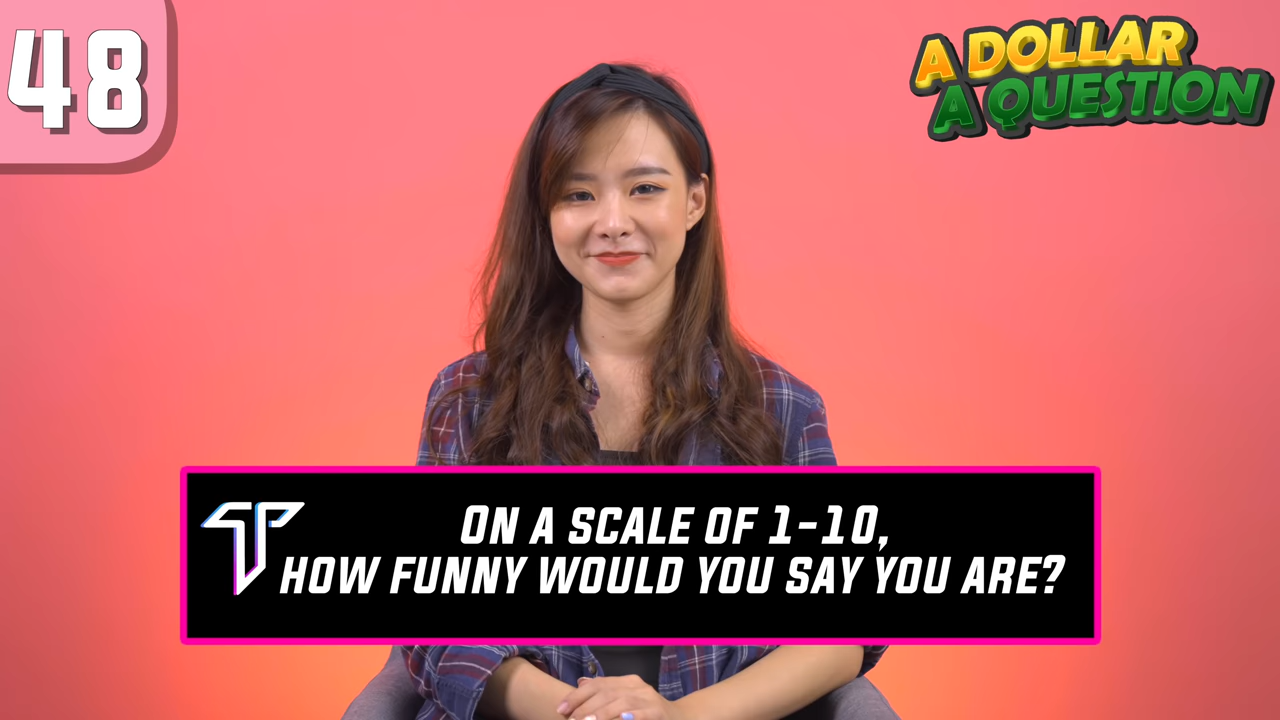 48
A DOLLAR
A QUESTION
ON A SCALE OF 1-10,
HOW FUNNY WOULD YOU SAY YOU ARE?